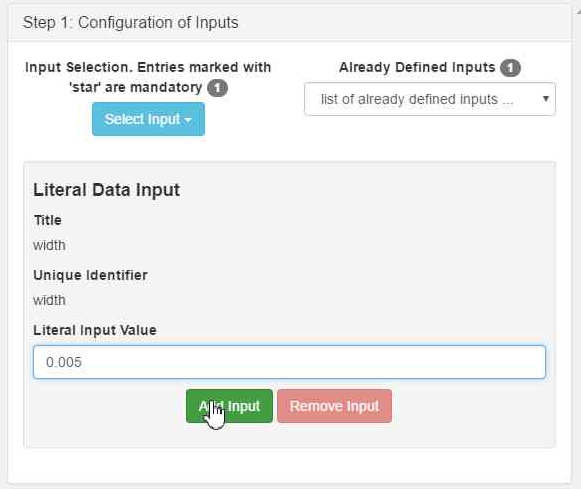 Step 1: Configuration of Inputs
Input Selection. Entries marked with
'star' are mandatory 1
Select Input
Already Defined Inputs 1
list of already defined inputs ...
Literal Data Input
Title
width
Unique Identifier
width
Literal Input Value
0.005
Add Input
Remove Input